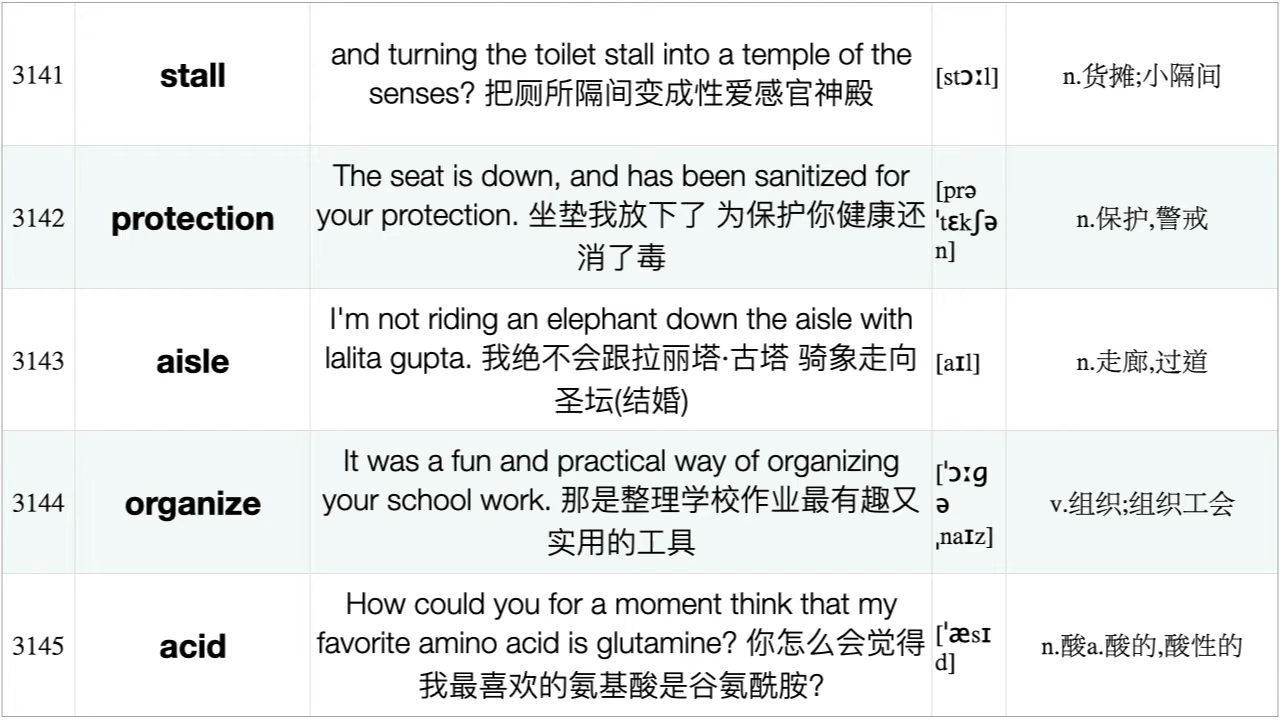 3141
stall
and turning the toilet stall into a temple of the
senses? 把厕所隔间变成性爱感官神殿
[stɔːl]
n.货摊;小隔间
3142
protection
The seat is down, and has been sanitized for
your protection. 坐垫我放下了 为保护你健康还
消了毒
[prə
ˈtɛkʃə
n]
n.保护,警戒
3143
aisle
I'm not riding an elephant down the aisle with
lalita gupta. 我绝不会跟拉丽塔·古塔 骑象走向
圣坛(结婚)
[aɪl]
n.走廊,过道
3144
organize
It was a fun and practical way of organizing
your school work. 那是整理学校作业最有趣又
实用的工具
[ˈɔːɡ
ə
ˌnaɪz]
v.组织;组织工会
3145
acid
How could you for a moment think that my
favorite amino acid is glutamine? 你怎么会觉得
我最喜欢的氨基酸是谷氨酰胺?
[ˈæsɪ
d]
n.酸a.酸的,酸性的